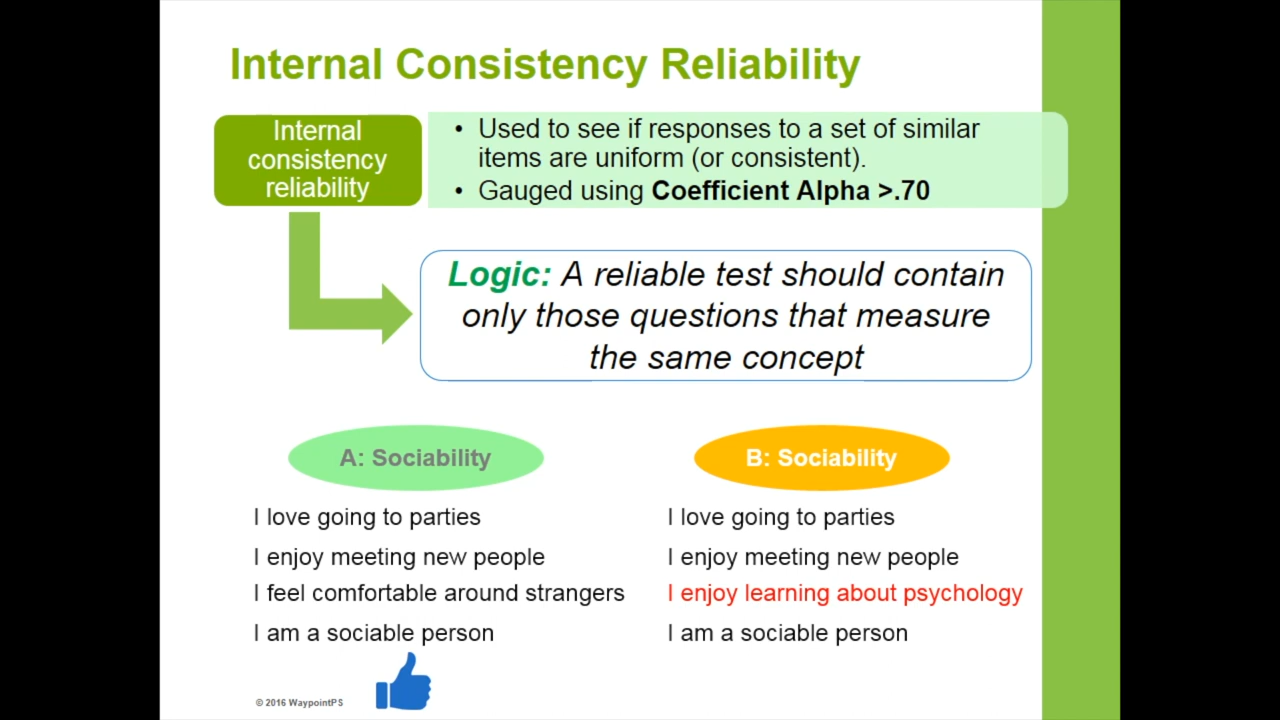 Internal Consistency Reliability
Internal
consistency
reliability
• Used to see if responses to a set of similar
items are uniform (or consistent).
• Gauged using Coefficient Alpha >.70
Logic: A reliable test should contain
only those questions that measure
the same concept
A: Sociability
I love going to parties
I enjoy meeting new people
I feel comfortable around strangers
I am a sociable person
B: Sociability
I love going to parties
I enjoy meeting new people
I enjoy learning about psychology
I am a sociable person
© 2016 WaypointPS